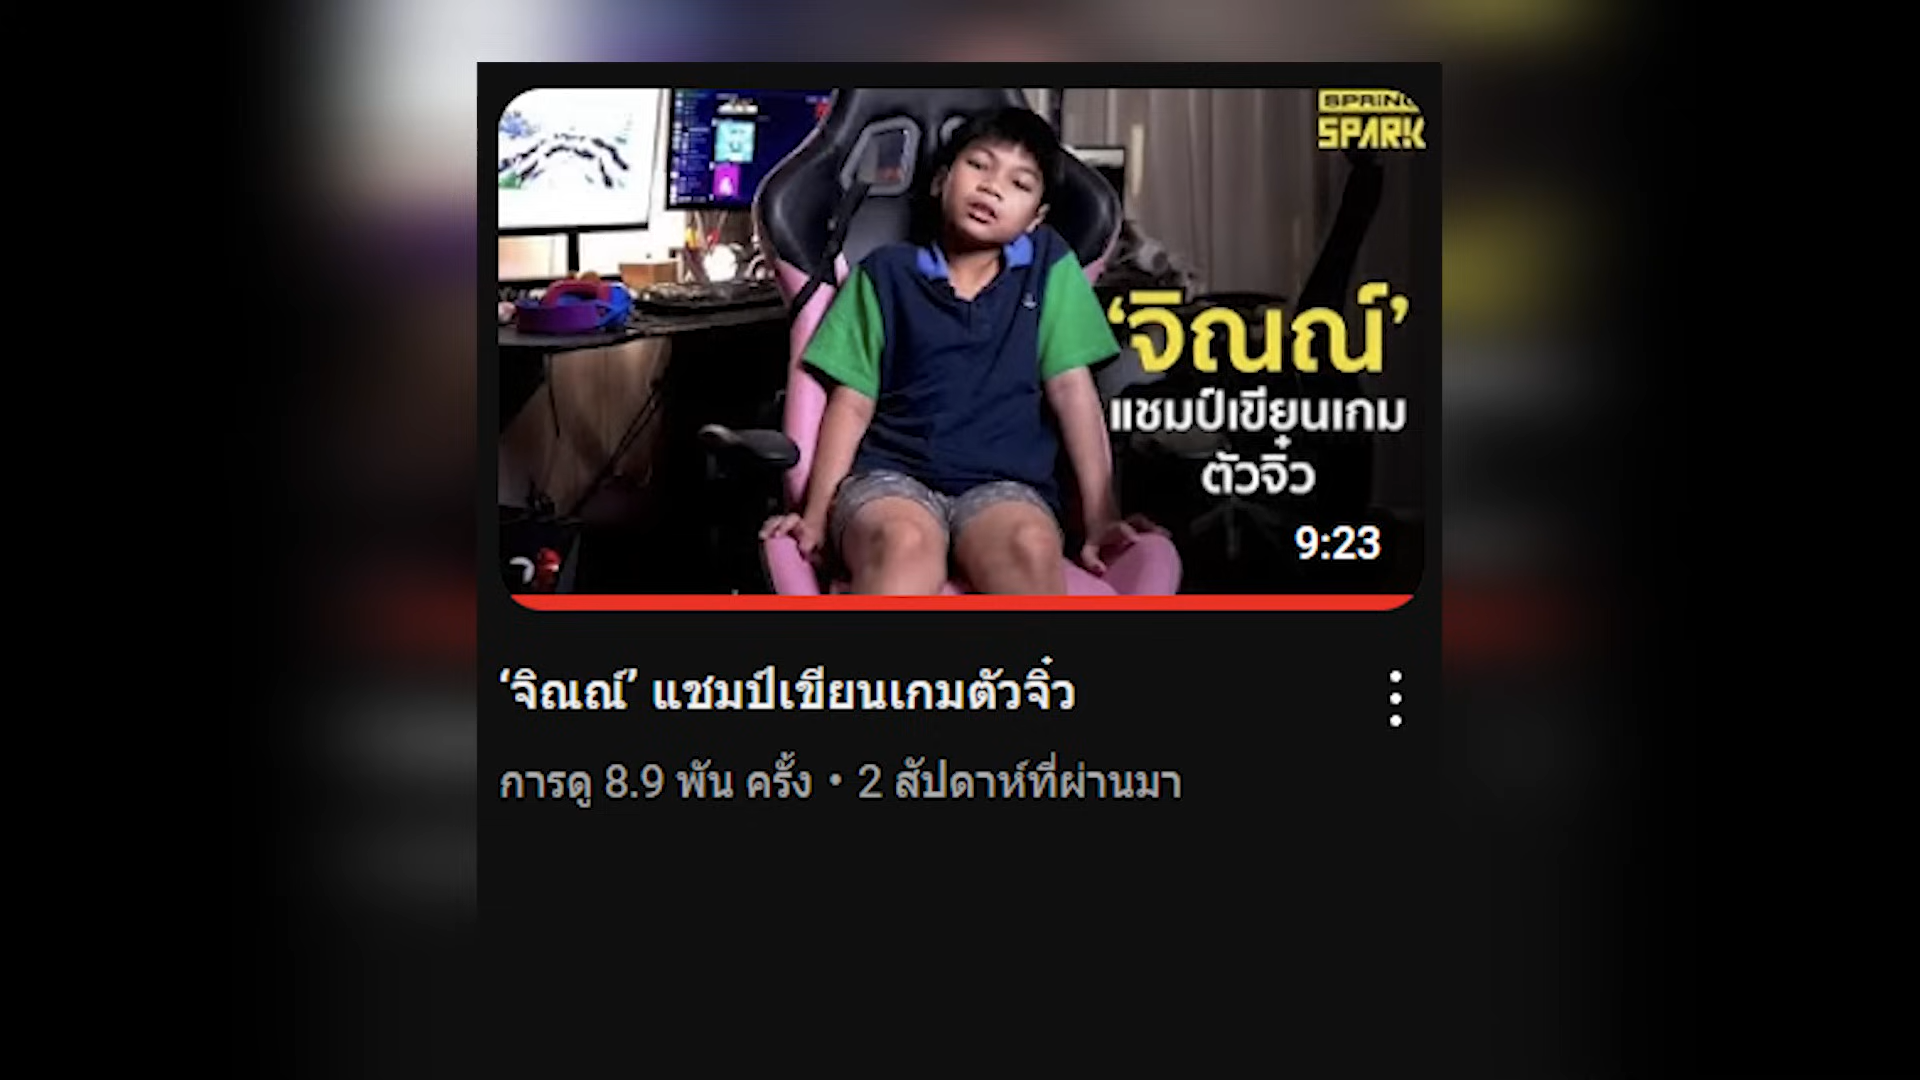 SPRING
SPARK
‘จิณณ์’
แชมป์เขียนเกม
ตัวจิ๋ว
9:23
‘จิณณ์’ แชมป์เขียนเกมตัวจิ๋ว
การดู 8.9 พัน ครั้ง • 2 สัปดาห์ที่ผ่านมา